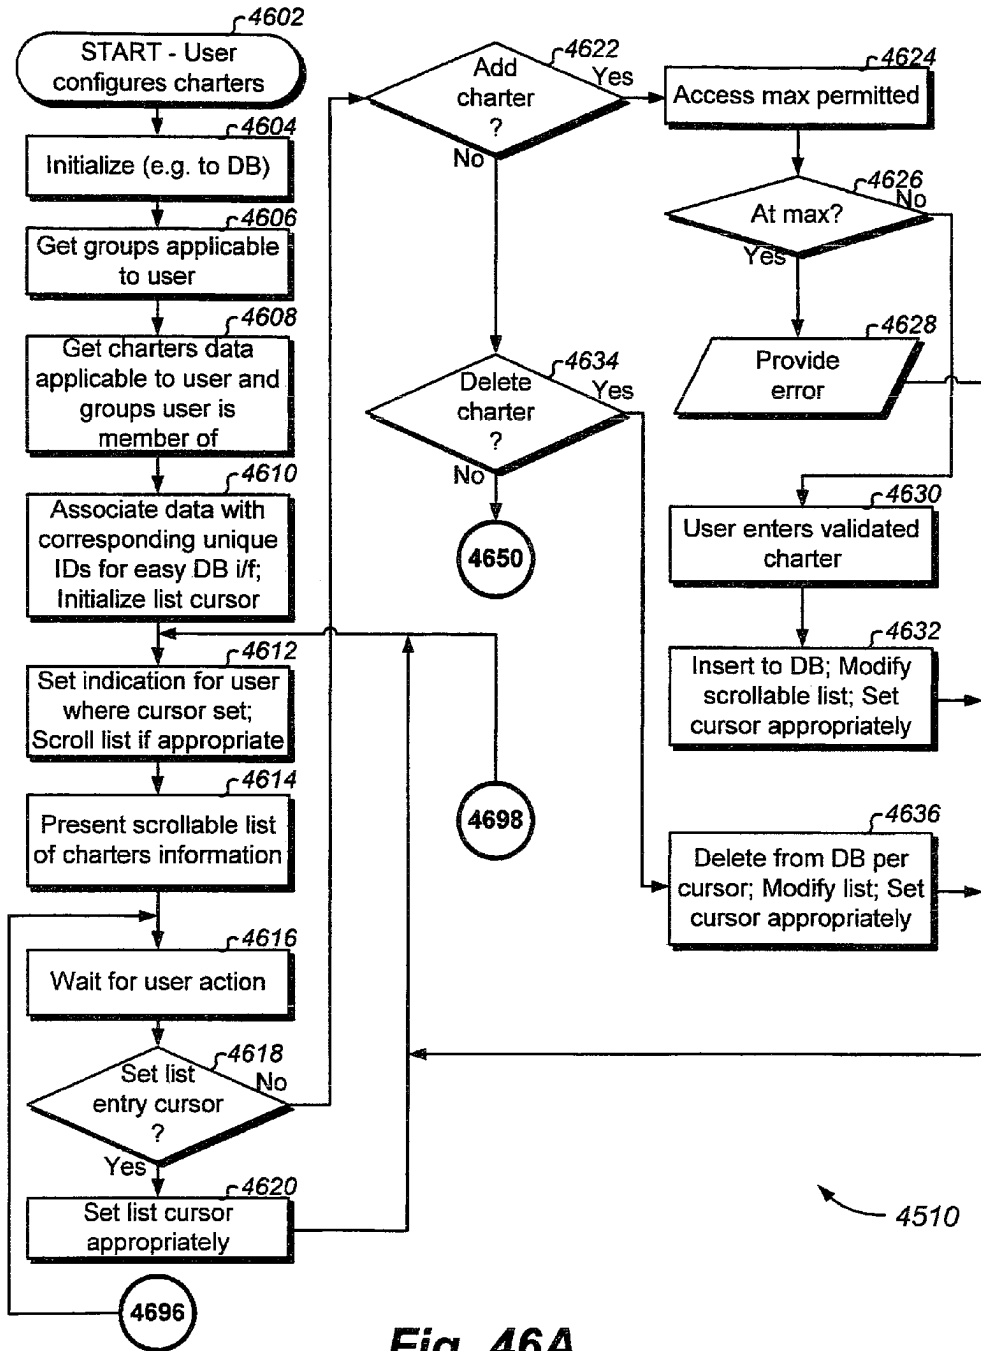 4602
START - User
configures charters
4604
Initialize (e.g. to DB)
4606
Get groups applicable
to user
4608
Get charters data
applicable to user and
groups user is
member of
4610
Associate data with
corresponding unique
IDs for easy DB i/f;
Initialize list cursor
4612
Set indication for user
where cursor set;
Scroll list if appropriate
4614
Present scrollable list
of charters information
4616
Wait for user action
4618
Set list
entry cursor
?
No
Yes
4620
Set list cursor
appropriately
4696
4622
Add
charter
?
Yes
No
4634
Delete
charter
?
Yes
No
4650
4698
4624
Access max permitted
4626
At max?
No
Yes
4628
Provide
error
4630
User enters validated
charter
4632
Insert to DB; Modify
scrollable list; Set
cursor appropriately
4636
Delete from DB per
cursor; Modify list; Set
cursor appropriately
4510
Fig. 46A